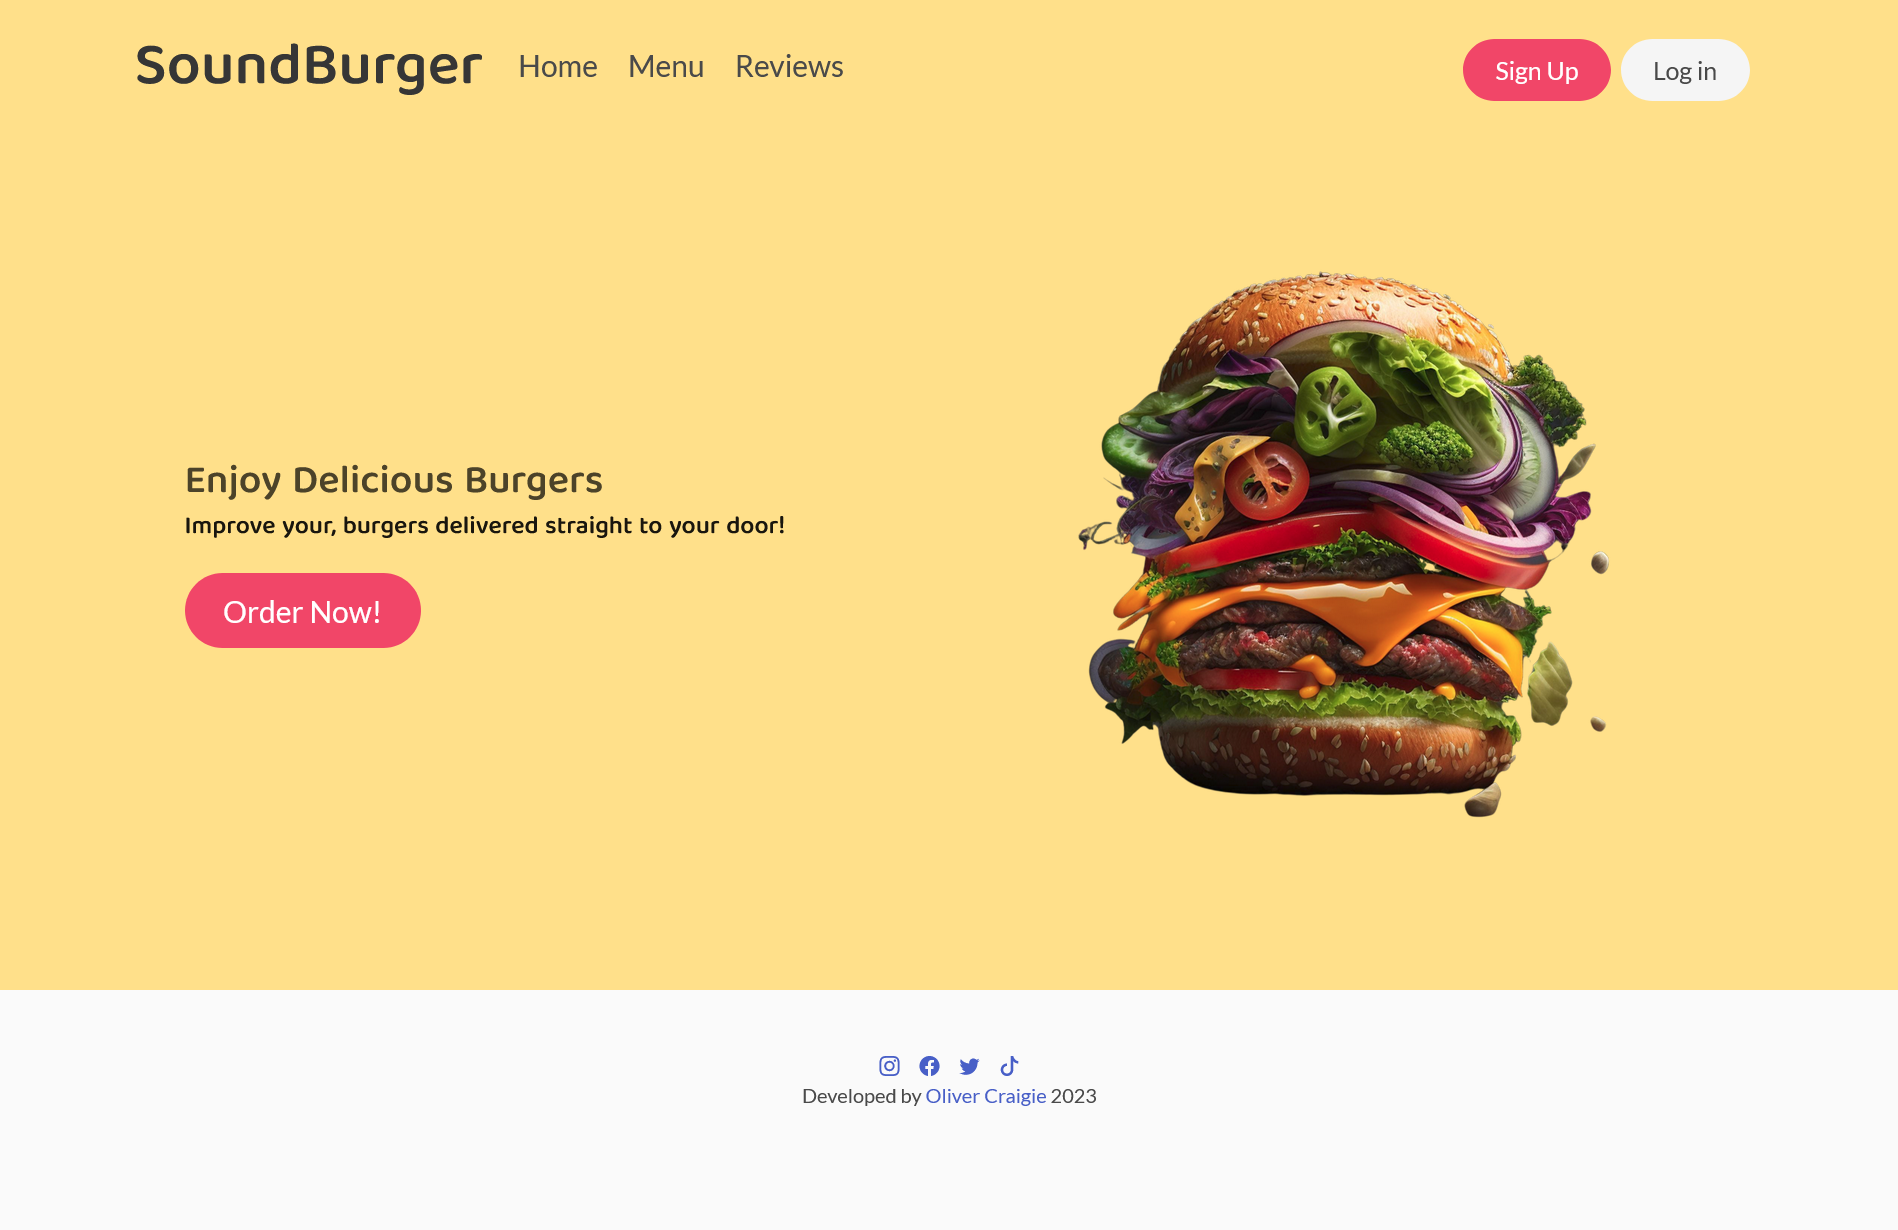 SoundBurger Home Menu Reviews Sign Up Log in
Enjoy Delicious Burgers
Improve your, burgers delivered straight to your door!
Order Now!
Developed by Oliver Craigie 2023